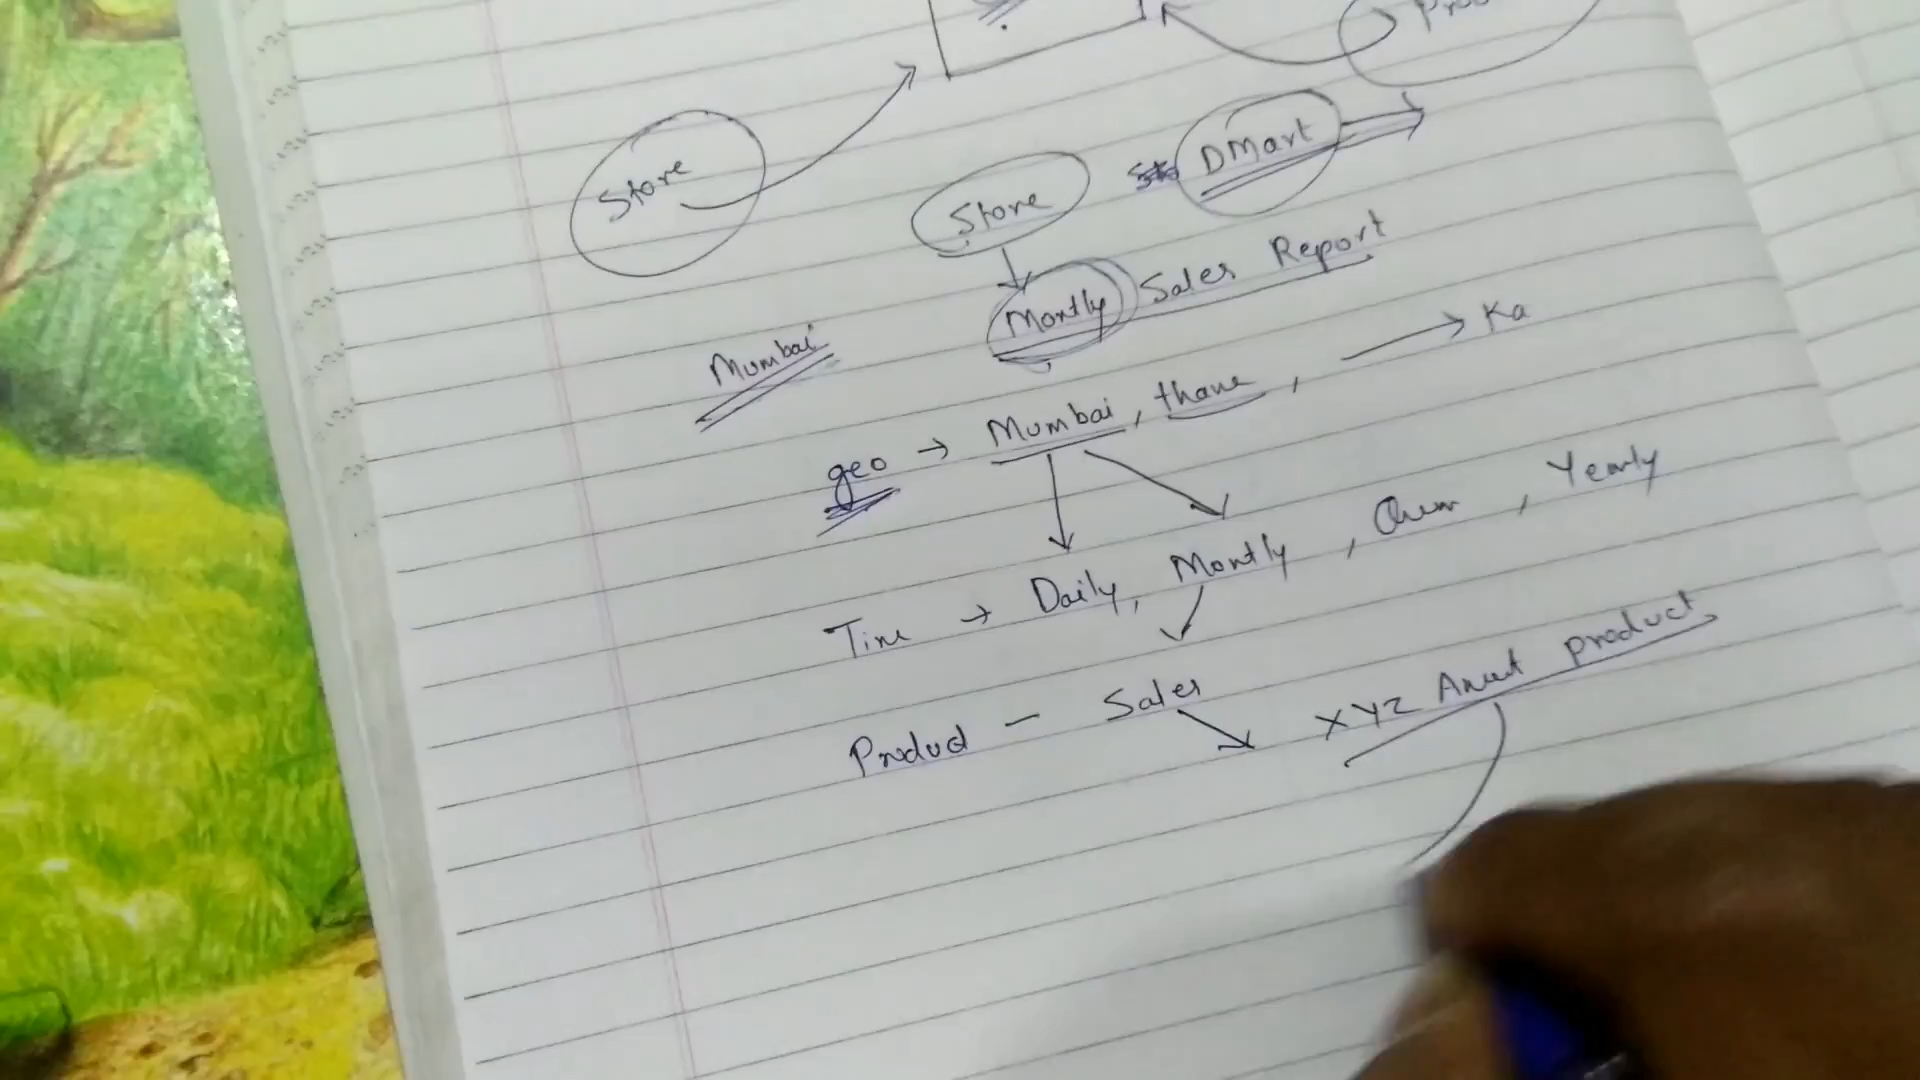 Store
Store
DMart
Montly Sales Report
Mumbai
geo → Mumbai, thane, → Ka
Time → Daily, Montly, , Yearly
Product - Sales XYZ product